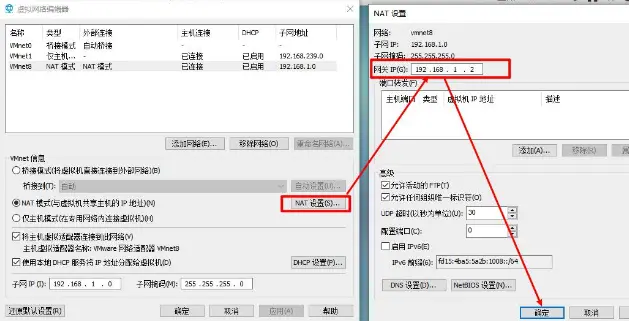 虚拟网络编辑器
名称 类型 外部连接 主机连接 DHCP 子网地址
VMnet0 桥接模式 自动桥接 - -
VMnet1 仅主机... - 已连接 已启用 192.168.239.0
VMnet8 NAT 模式 NAT 模式 已连接 已启用 192.168.1.0
添加网络(E)... 移除网络(O) 重命名网络(A)...
VMnet 信息
桥接模式(将虚拟机直接连接到外部网络)(B)
桥接到(T): 自动 自动设置(U)...
NAT 模式(与虚拟机共享主机的 IP 地址)(N) NAT 设置(S)...
仅主机模式(在专用网络内连接虚拟机)(H)
将主机虚拟适配器连接到此网络(V)
主机虚拟适配器名称: VMware 网络适配器 VMnet8
使用本地 DHCP 服务将 IP 地址分配给虚拟机(D) DHCP 设置(P)...
子网 IP (I): 192 . 168 . 1 . 0 子网掩码(M): 255 . 255 . 255 . 0
还原默认设置(R) 确定 取消 应用(A) 帮助
NAT 设置
网络: vmnet8
子网 IP: 192.168.1.0
子网掩码: 255.255.255.0
网关 IP(G): 192 . 168 . 1 . 2
端口转发(F)
主机端口 类型 虚拟机 IP 地址 描述
添加(A)... 移除(R)
高级
允许活动的 FTP(T)
允许任何组织唯一标识符(O)
UDP 超时(以秒为单位)(U): 30
配置端口(C): 0
启用 IPv6(E)
IPv6 前缀(6): fd15:4ba5:5a2b:1008::/64
DNS 设置(D)... NetBIOS 设置(N)...
确定 取消